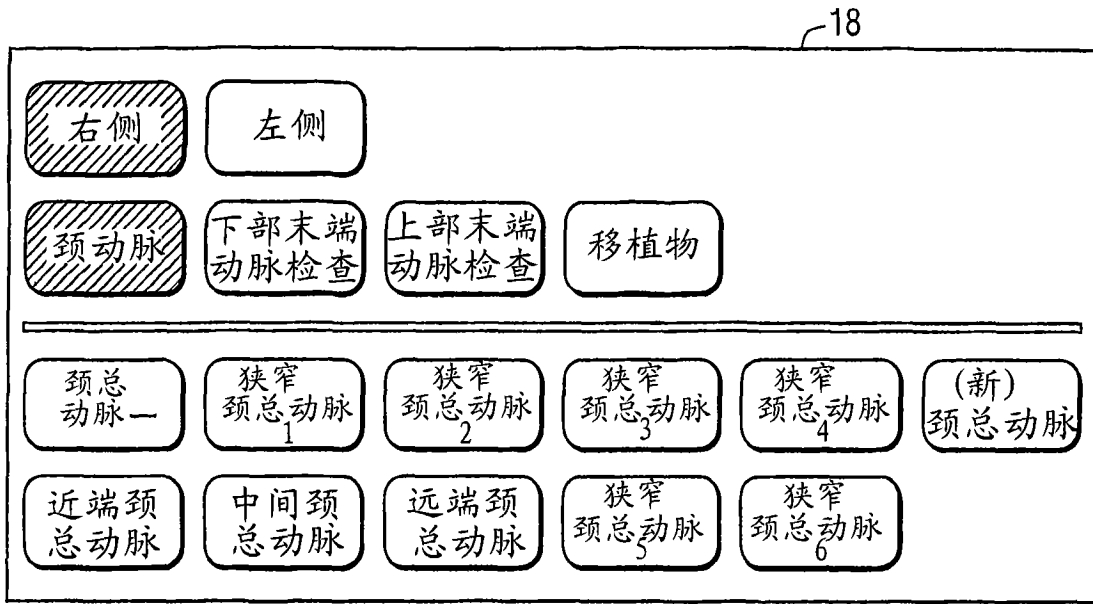 18
右侧
左侧
颈动脉
下部末端
动脉检查
上部末端
动脉检查
移植物
颈总
动脉一
狭窄
颈总动脉
1
狭窄
颈总动脉
2
狭窄
颈总动脉
3
狭窄
颈总动脉
4
(新)
颈总动脉
近端颈
总动脉
中间颈
总动脉
远端颈
总动脉
狭窄
颈总动脉
5
狭窄
颈总动脉
6